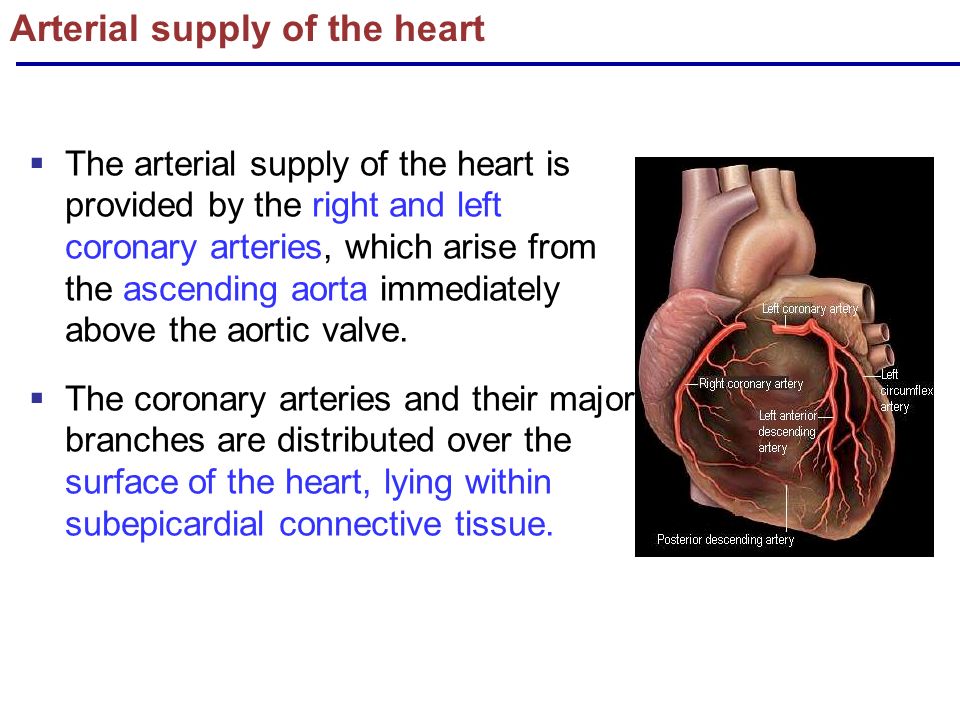 Arterial supply of the heart
▪ The arterial supply of the heart is
provided by the right and left
coronary arteries, which arise from
the ascending aorta immediately
above the aortic valve.
▪ The coronary arteries and their major
branches are distributed over the
surface of the heart, lying within
subepicardial connective tissue.
Left coronary artery
Right coronary artery
Left
circumflex
artery
Left anterior
descending
artery
Posterior descending artery